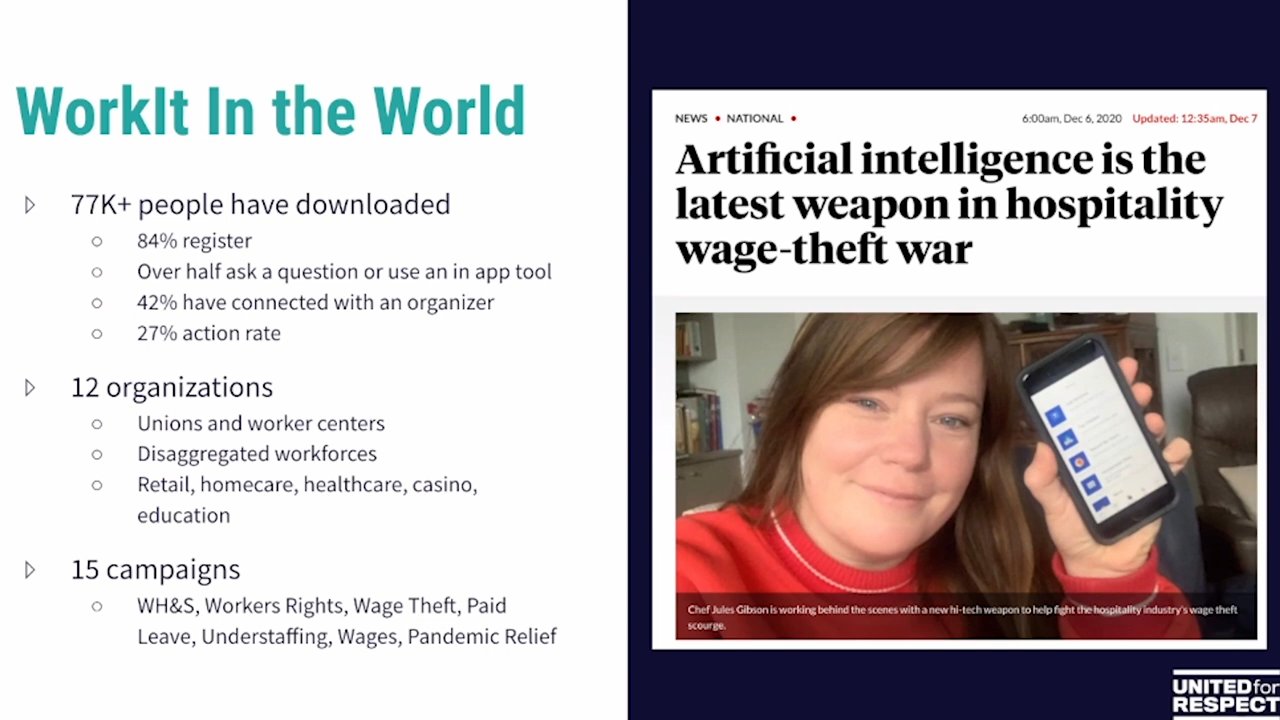 WorkIt In the World
77K+ people have downloaded
84% register
Over half ask a question or use an in app tool
42% have connected with an organizer
27% action rate
12 organizations
Unions and worker centers
Disaggregated workforces
Retail, homecare, healthcare, casino,
education
15 campaigns
WH&S, Workers Rights, Wage Theft, Paid
Leave, Understaffing, Wages, Pandemic Relief
NEWS • NATIONAL •
6:00am, Dec 6, 2020 Updated: 12:35am, Dec 7
Artificial intelligence is the
latest weapon in hospitality
wage-theft war
Chef Jules Gibson is working behind the scenes with a new hi-tech weapon to help fight the hospitality industry's wage theft
scourge.
UNITED for
RESPECT